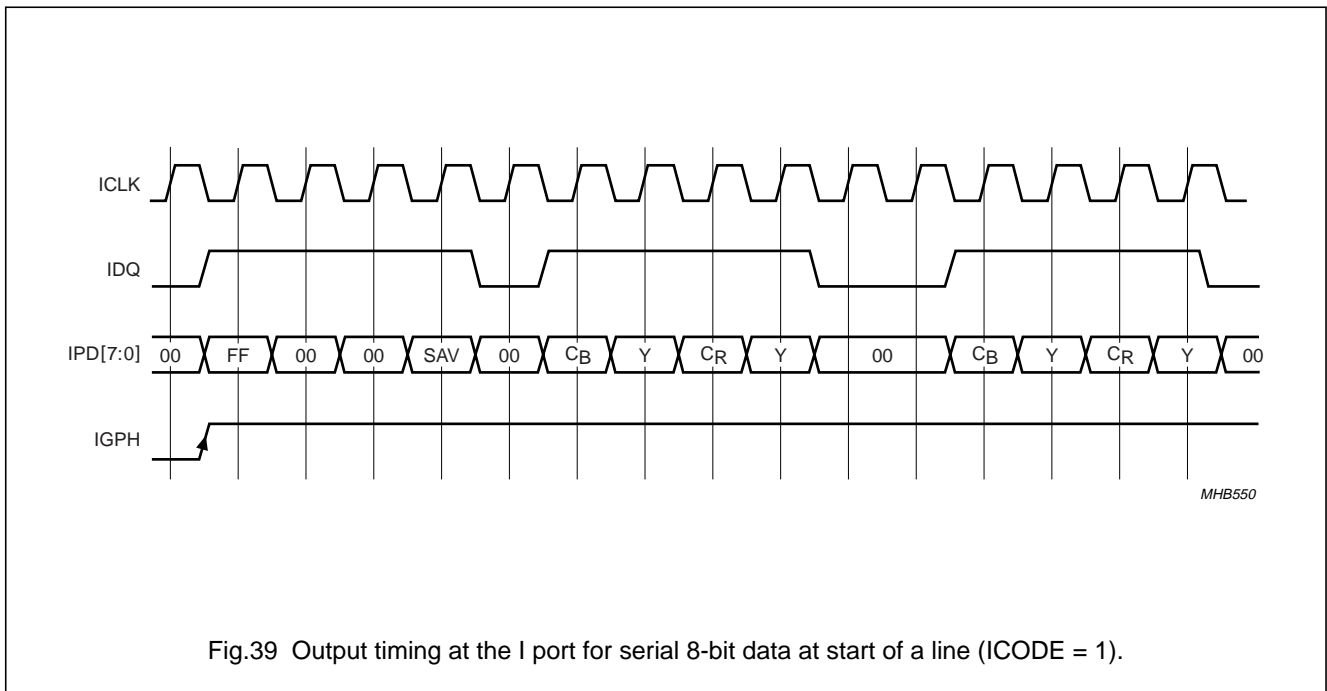 ICLK
IDQ
IPD[7:0] 00 FF 00 00 SAV 00 CB Y CR Y 00 CB Y CR Y 00
IGPH
MHB550
Fig.39 Output timing at the I port for serial 8-bit data at start of a line (ICODE = 1).